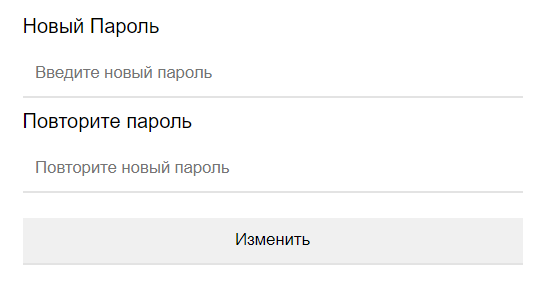 Новый Пароль
Введите новый пароль
Повторите пароль
Повторите новый пароль
Изменить